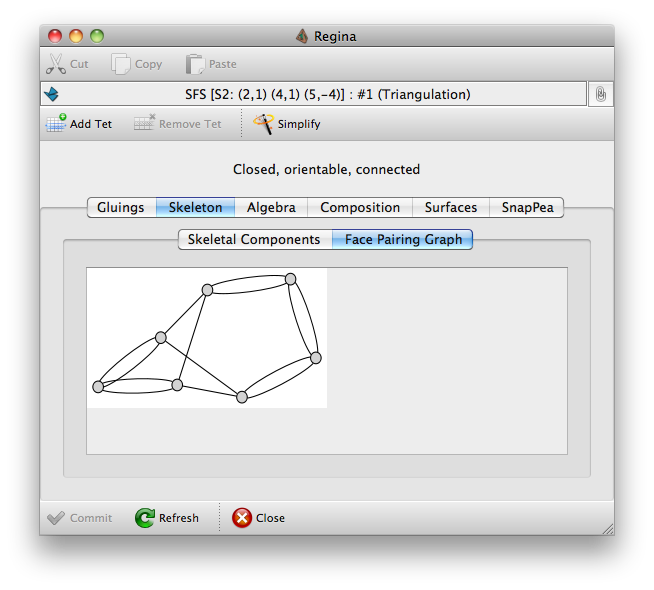 Regina
Cut Copy Paste
SFS [S2: (2,1) (4,1) (5,-4)] : #1 (Triangulation)
Add Tet Remove Tet Simplify
Closed, orientable, connected
Gluings Skeleton Algebra Composition Surfaces SnapPea
Skeletal Components Face Pairing Graph
Commit Refresh Close